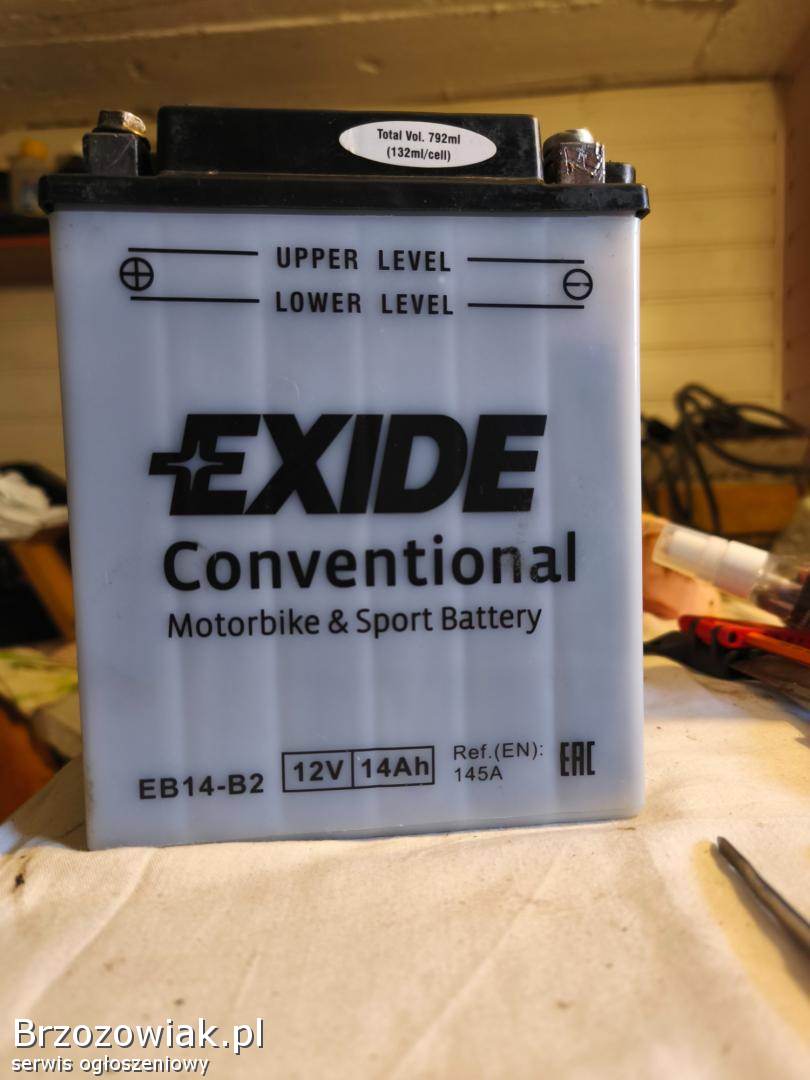 Total Vol. 792ml
(132ml/cell)
UPPER LEVEL
LOWER LEVEL
EXIDE
Conventional
Motorbike & Sport Battery
EB14-B2 12V 14Ah Ref.(EN): 145A EAC
Brzozowiak.pl
serwis ogłoszeniowy